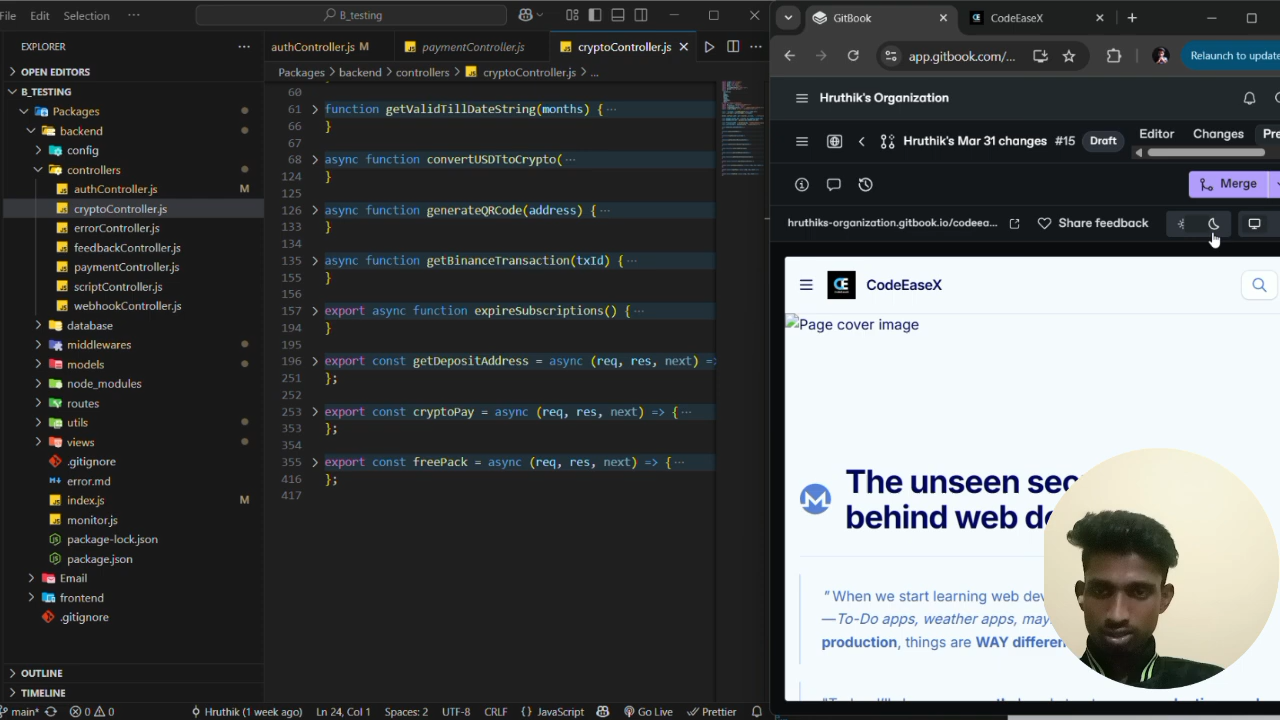 File Edit Selection ··· B_testing
EXPLORER ···
OPEN EDITORS
B_TESTING
Packages
backend
config
controllers
authController.js M
cryptoController.js
errorController.js
feedbackController.js
paymentController.js
scriptController.js
webhookController.js
database
middlewares
models
node_modules
routes
utils
views
.gitignore
error.md
index.js M
monitor.js
package-lock.json
package.json
Email
frontend
.gitignore
OUTLINE
TIMELINE
authController.js M paymentController.js cryptoController.js
Packages > backend > controllers > cryptoController.js > ...
60
61 function getValidTillDateString(months) {···
66
async function
124
125
126 async function generateQRCode(address) {···
133 }
134
135 async function getBinanceTransaction(txId) {···
155 }
156
157 export async function expireSubscriptions() {···
194 }
195
196 export const getDepositAddress = async (req, res, next) =>
251 };
252
253 export const cryptoPay = async (req, res, next) => {···
353 };
354
355 export const freePack = async (req, res, next) => {···
416 };
417
main* 0 0 Hruthik (1 week ago) Ln 24, Col 1 Spaces: 2 UTF-8 CRLF {} JavaScript Go Live Prettier
GitBook CodeEaseX
app.gitbook.com/... Relaunch to update
Hruthik's Organization
Hruthik's Mar 31 changes #15 Draft Changes
Merge
hruthiks-organization.gitbook.io/codeea... Share feedback
CE CodeEaseX
Page cover image
The unseen
behind web
"When we start learning web
—To-Do apps, weather apps,
production, things are WAY